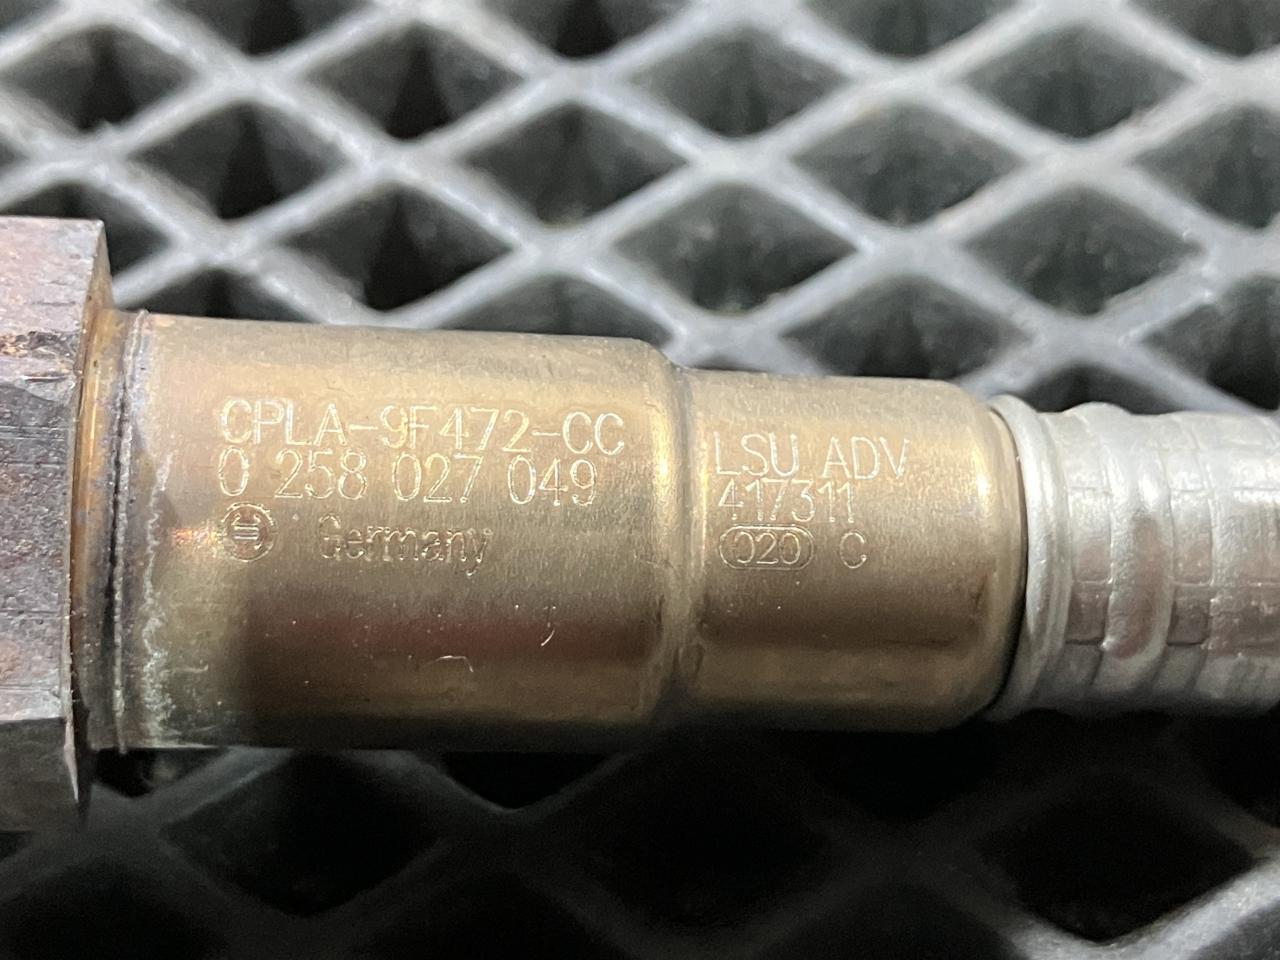 CPLA-9F472-CC
0 258 027 049
Germany
LSU ADV
417311
020 C